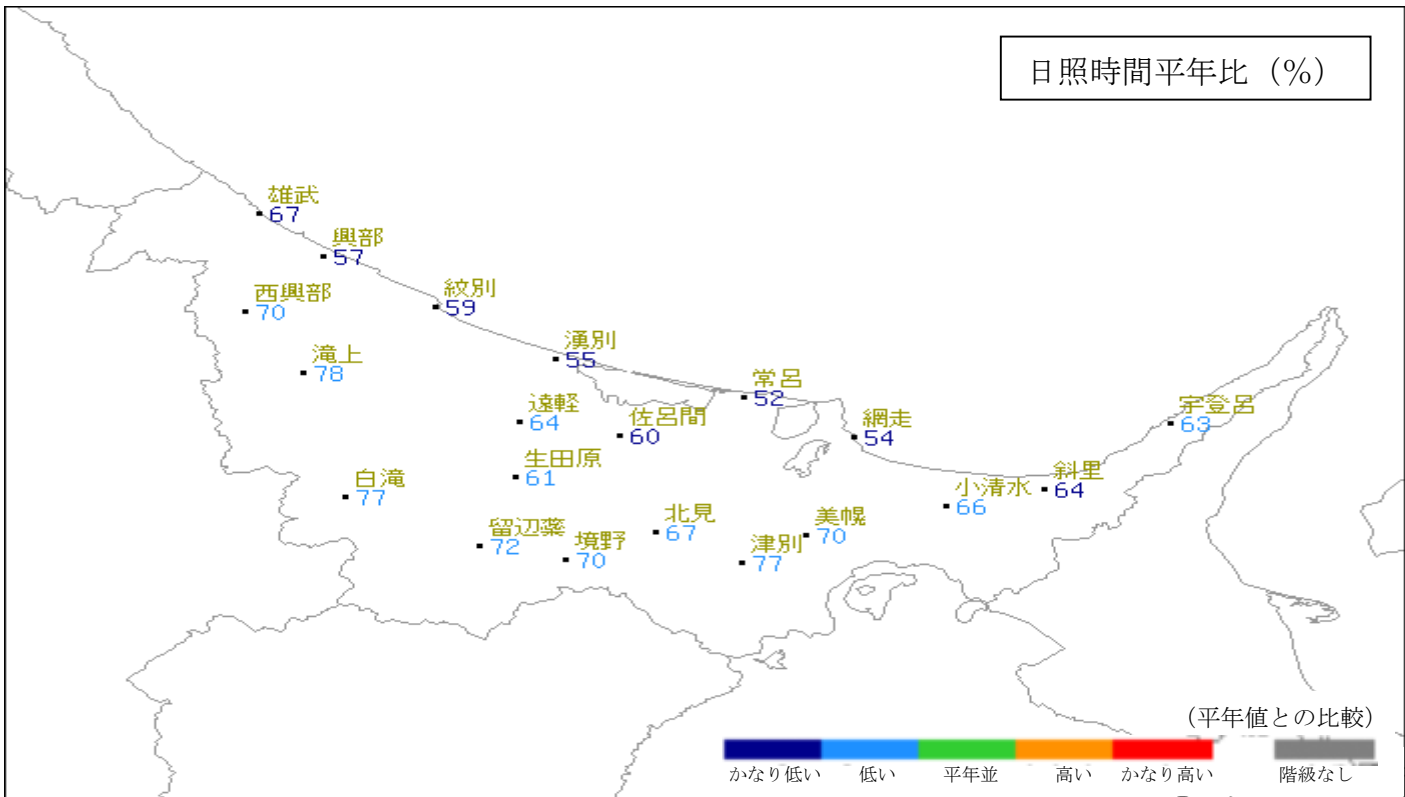 日照時間平年比（%）
雄武
67
興部
57
西興部
70
紋別
59
滝上
78
湧別
55
常呂
52
遠軽
64
佐呂間
60
網走
54
宇登呂
63
生田原
61
白滝
77
斜里
64
小清水
66
北見
67
美幌
70
留辺蘂
72
境野
70
津別
77
（平年値との比較）
かなり低い 低い 平年並 高い かなり高い 階級なし